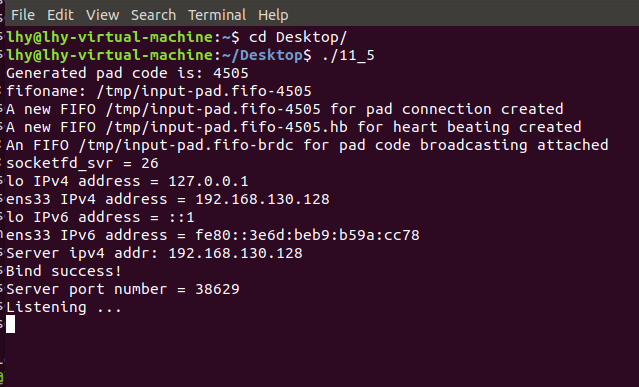 File Edit View Search Terminal Help
lhy@lhy-virtual-machine:~$ cd Desktop/
lhy@lhy-virtual-machine:~/Desktop$ ./11_5
Generated pad code is: 4505
fifoname: /tmp/input-pad.fifo-4505
A new FIFO /tmp/input-pad.fifo-4505 for pad connection created
A new FIFO /tmp/input-pad.fifo-4505.hb for heart beating created
An FIFO /tmp/input-pad.fifo-brdc for pad code broadcasting attached
socketfd_svr = 26
lo IPv4 address = 127.0.0.1
ens33 IPv4 address = 192.168.130.128
lo IPv6 address = ::1
ens33 IPv6 address = fe80::3e6d:beb9:b59a:cc78
Server ipv4 addr: 192.168.130.128
Bind success!
Server port number = 38629
Listening ...